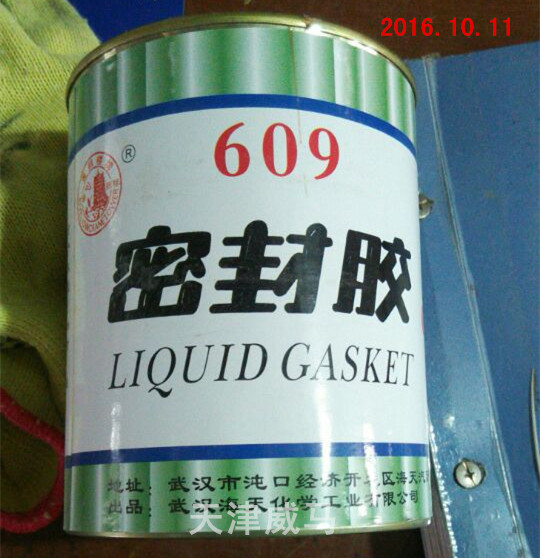 2016.10.11
609
®
密封胶
LIQUID GASKET
地址：武汉市沌口经济开发区海天汽
出品：武汉海天化学工业有限公司
天津威马